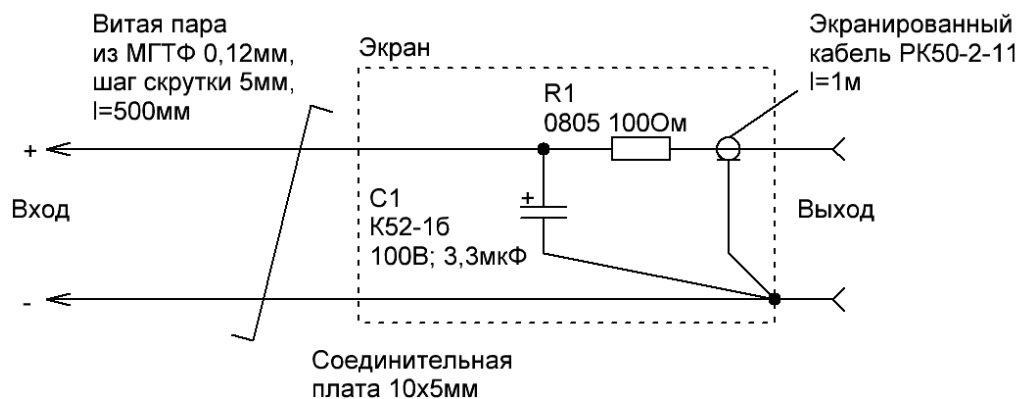 Витая пара
из МГТФ 0,12мм,
шаг скрутки 5мм,
l=500мм
Экран
Экранированный
кабель РК50-2-11
l=1м
R1
0805 100Ом
+
Вход
-
C1
К52-1б
100В; 3,3мкФ
+
Выход
Соединительная
плата 10х5мм